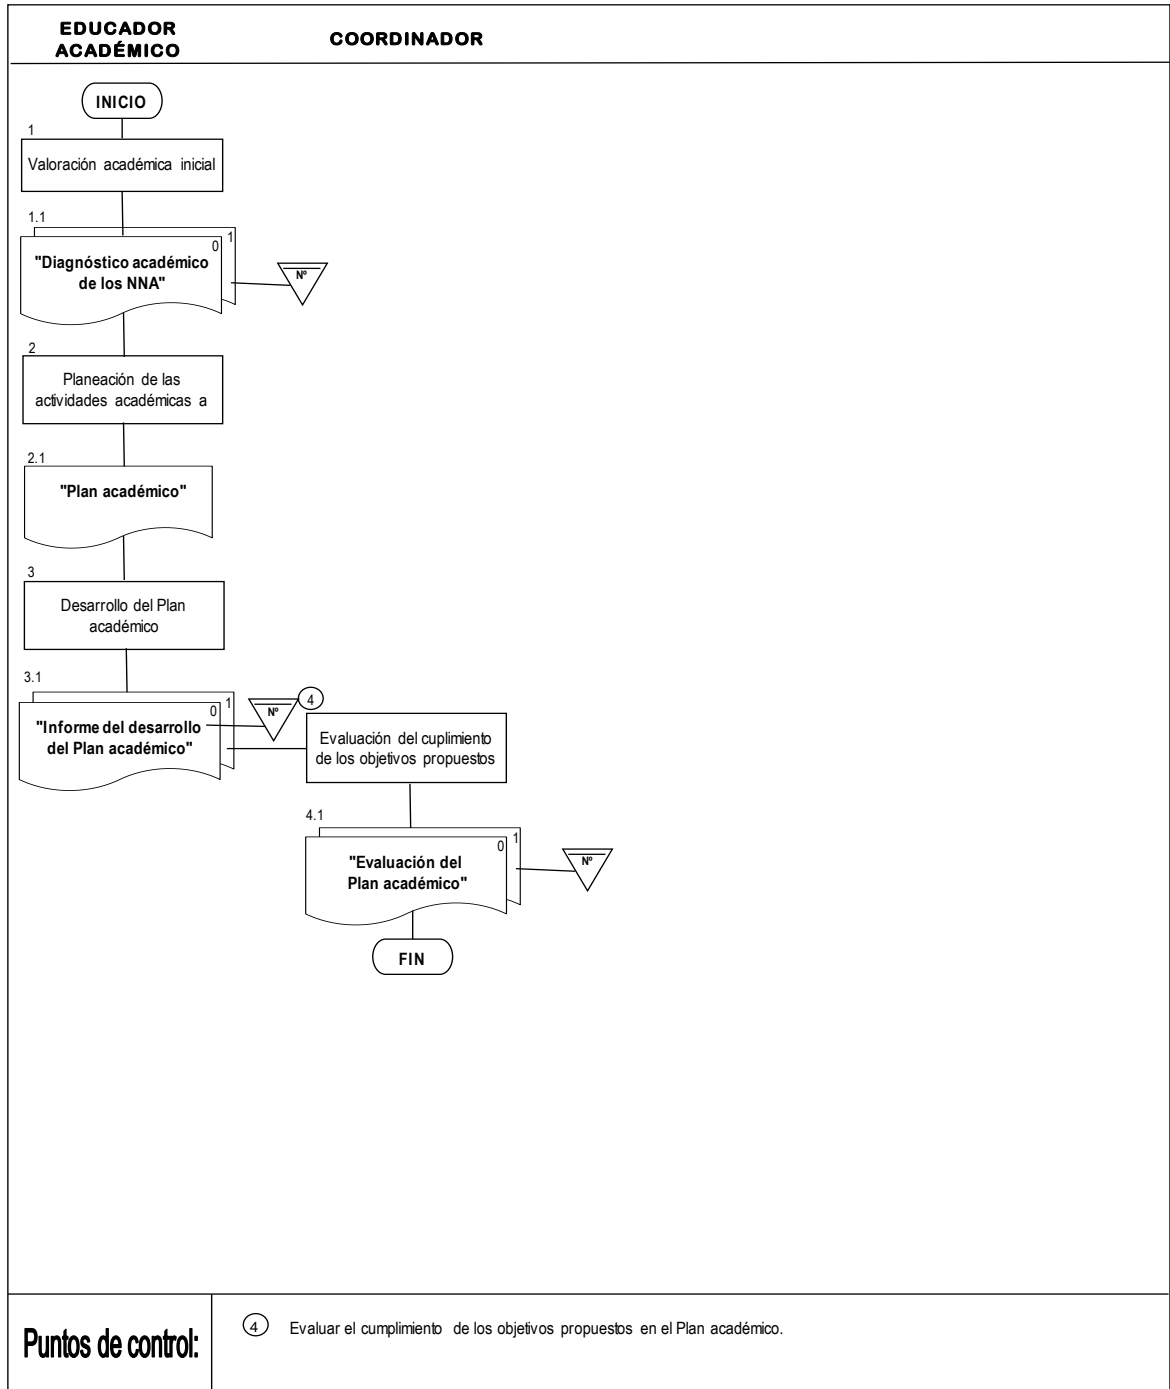 EDUCADOR
ACADÉMICO
COORDINADOR
INICIO
1
Valoración académica inicial
1.1
0
1
"Diagnóstico académico
de los NNA"
Nº
2
Planeación de las
actividades académicas a
2.1
"Plan académico"
3
Desarrollo del Plan
académico
3.1
0
1
"Informe del desarrollo
del Plan académico"
Nº
4
Evaluación del cuplimiento
de los objetivos propuestos
4.1
0
1
"Evaluación del
Plan académico"
Nº
FIN
Puntos de control:
4
Evaluar el cumplimiento de los objetivos propuestos en el Plan académico.